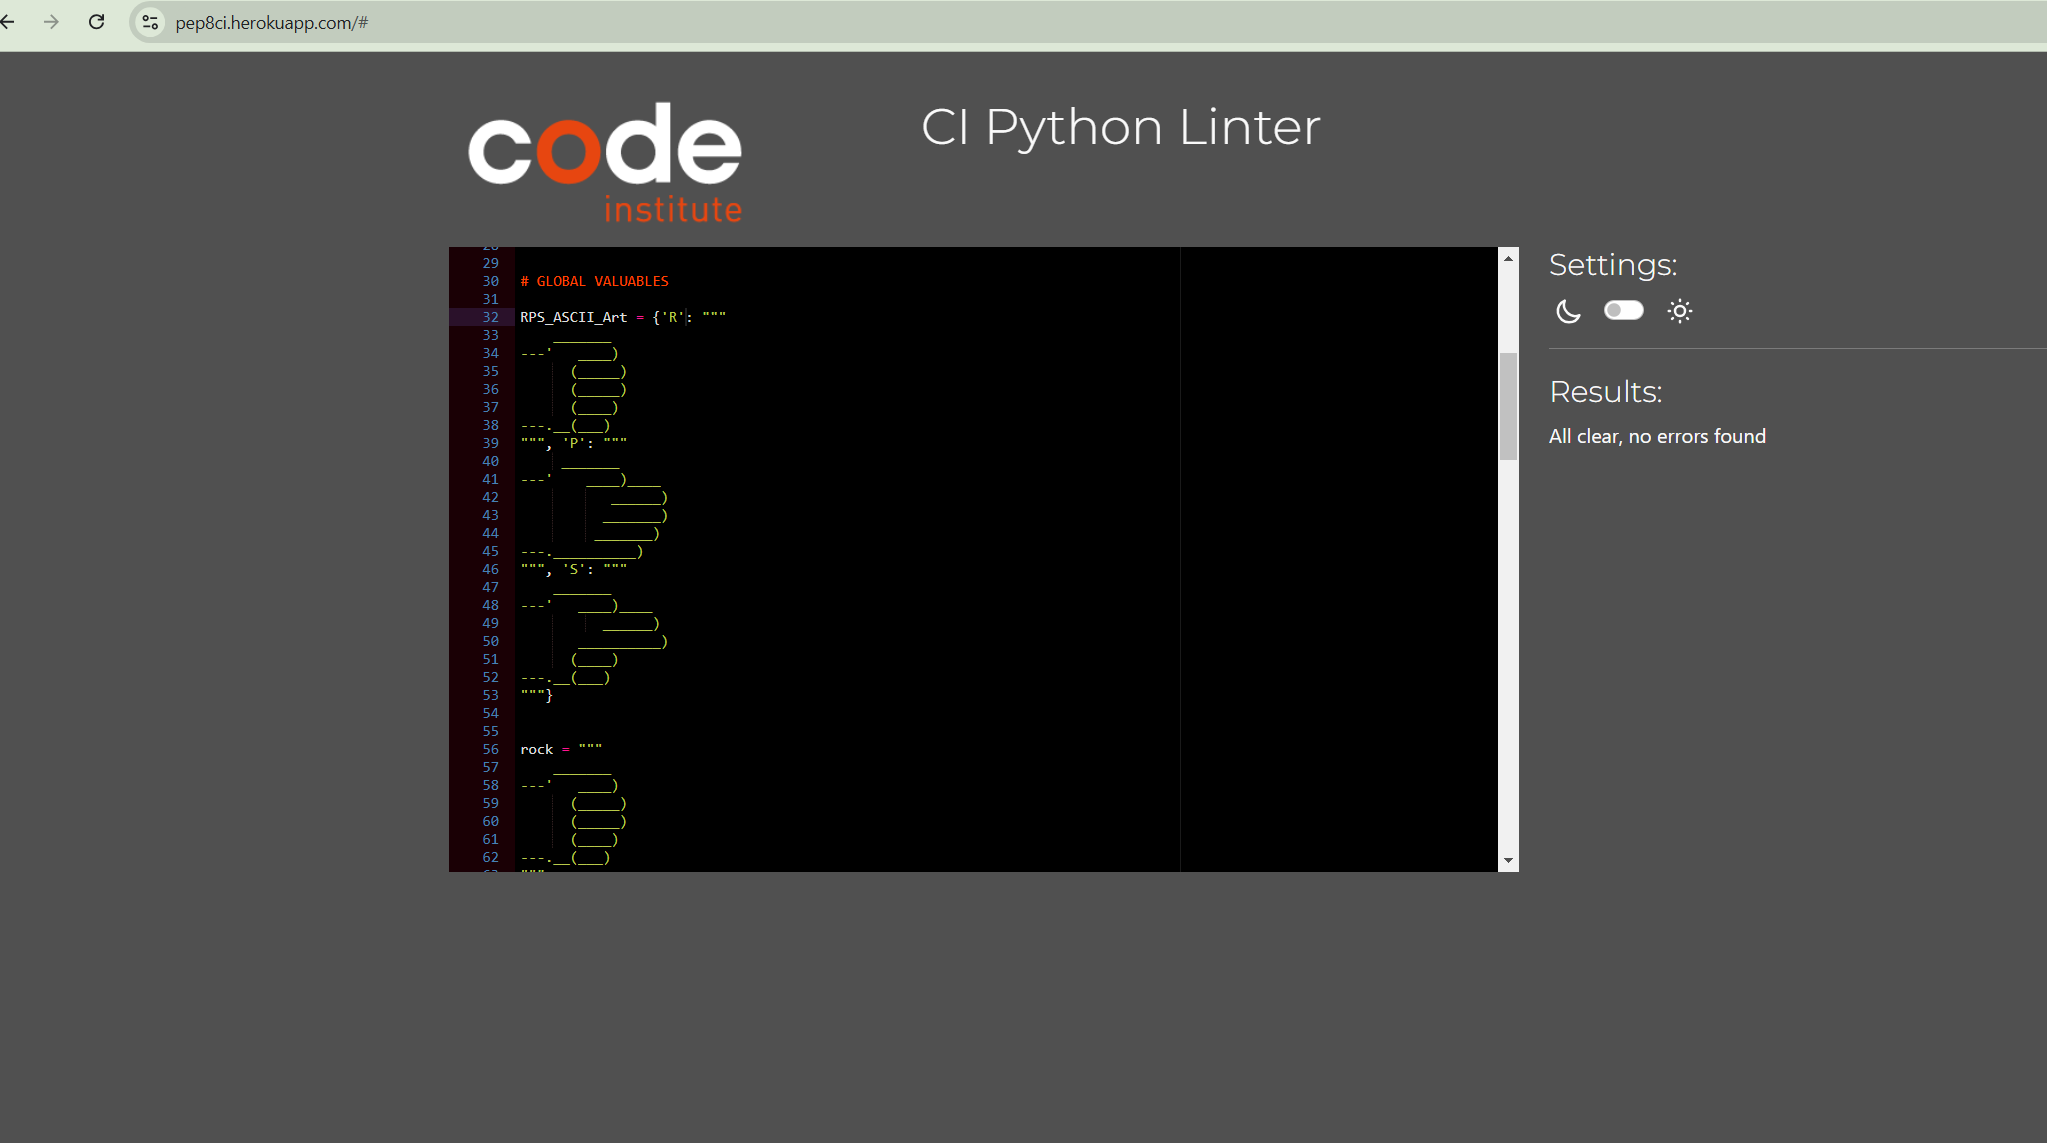 pep8ci.herokuapp.com/#
code
institute
CI Python Linter
29
30 # GLOBAL VALUABLES
31
32 RPS_ASCII_Art = {'R': """
33     _______
34 ---'   ____)
35       (_____)
36       (_____)
37       (____)
38 ---.__(___)
39 """, 'P': """
40      _______
41 ---'    ____)____
42            ______)
43           _______)
44          _______)
45 ---.__________)
46 """, 'S': """
47     _______
48 ---'   ____)____
49           ______)
50        __________)
51       (____)
52 ---.__(___)
53 """}
54
55
56 rock = """
57     _______
58 ---'   ____)
59       (_____)
60       (_____)
61       (____)
62 ---.__(___)
Settings:
Results:
All clear, no errors found